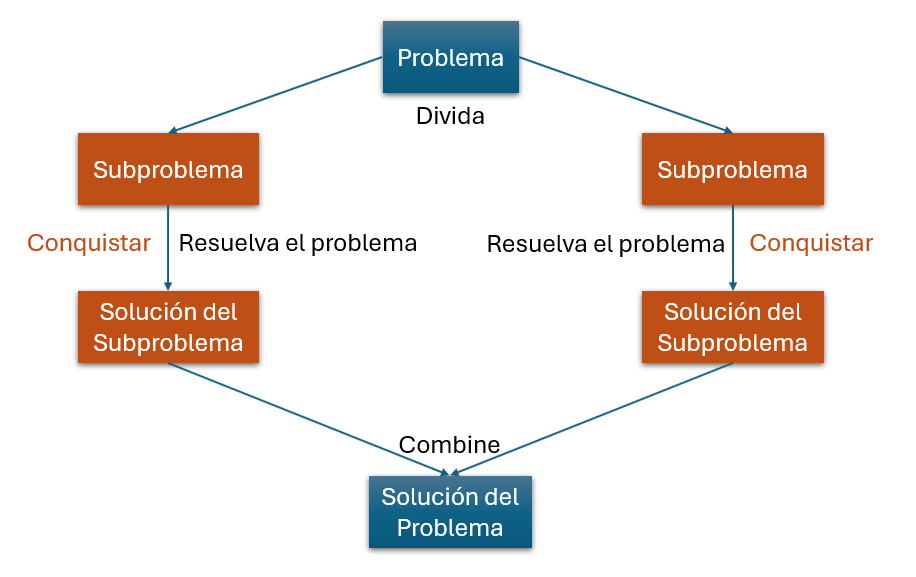 Problema
Divida
Subproblema
Subproblema
Conquistar
Resuelva el problema
Resuelva el problema
Conquistar
Solución del
Subproblema
Solución del
Subproblema
Combine
Solución del
Problema